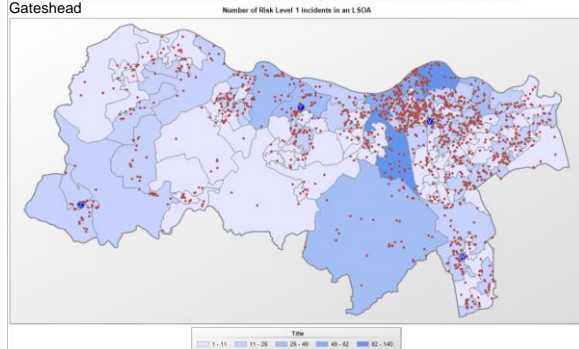 Gateshead
Number of Risk Level 1 incidents in an LSOA
Title
1 - 11
11 - 25
25 - 49
49 - 82
82 - 140